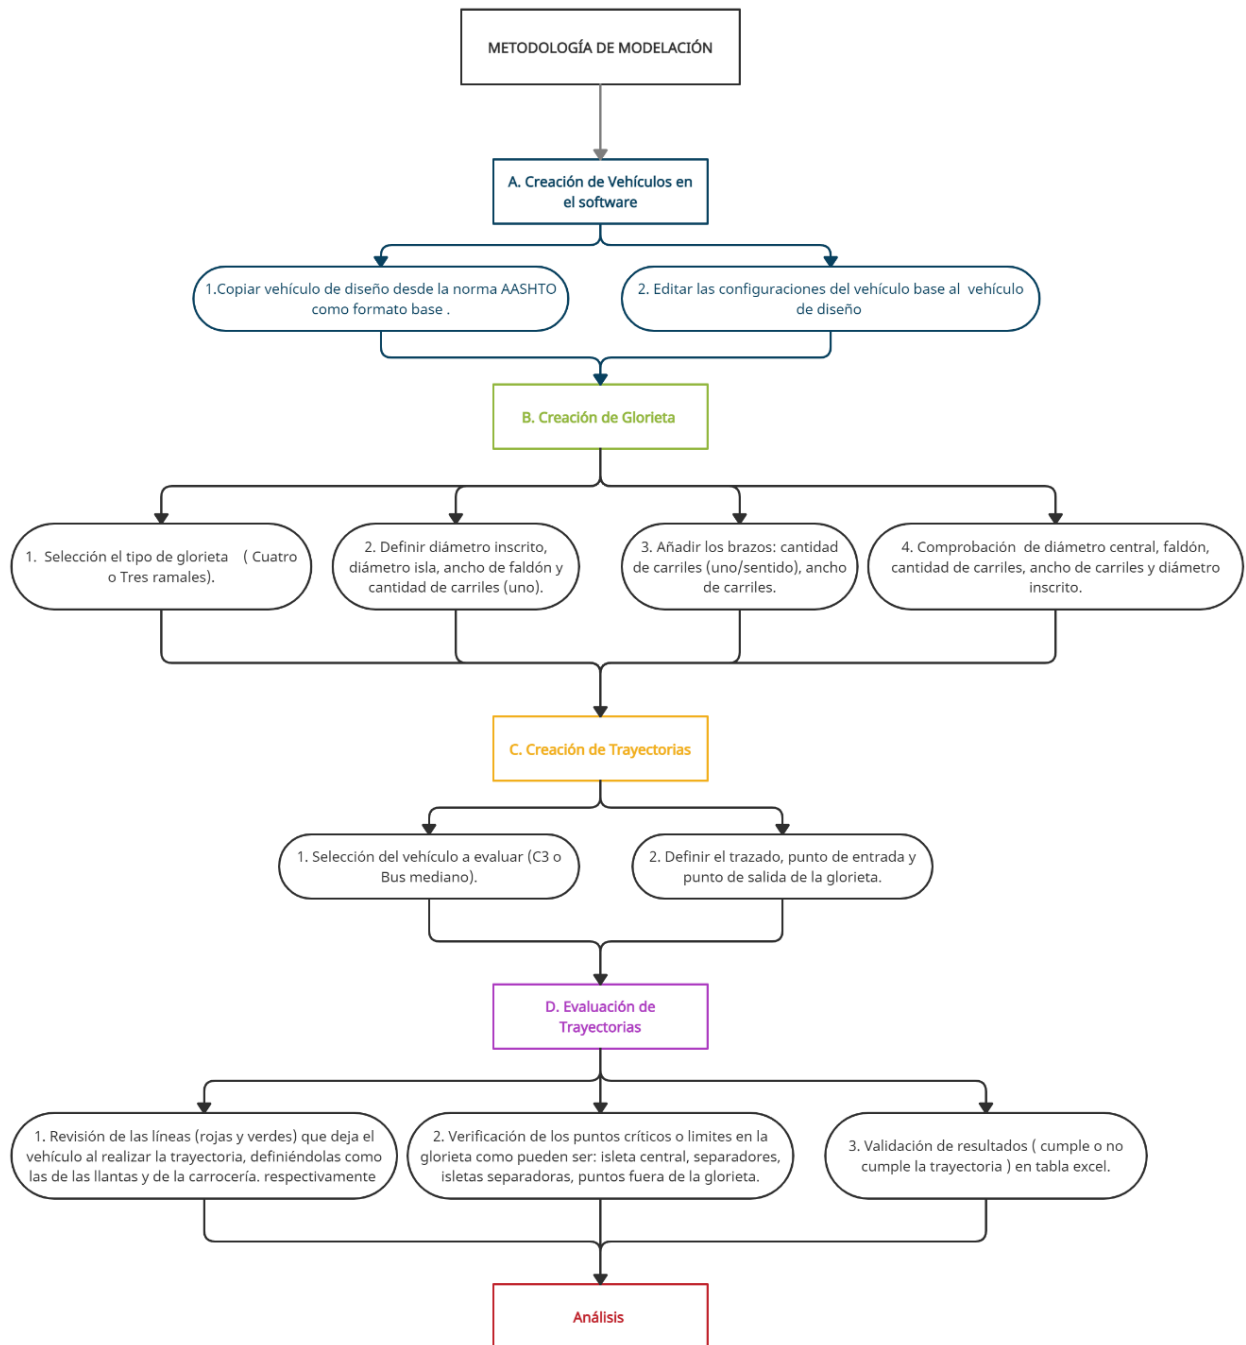 METODOLOGÍA DE MODELACIÓN
A. Creación de Vehículos en
el software
1.Copiar vehículo de diseño desde la norma AASHTO
como formato base .
2. Editar las configuraciones del vehículo base al vehículo
de diseño
B. Creación de Glorieta
1. Selección el tipo de glorieta ( Cuatro
o Tres ramales).
2. Definir diámetro inscrito,
diámetro isla, ancho de faldón y
cantidad de carriles (uno).
3. Añadir los brazos: cantidad
de carriles (uno/sentido), ancho
de carriles.
4. Comprobación de diámetro central, faldón,
cantidad de carriles, ancho de carriles y diámetro
inscrito.
C. Creación de Trayectorias
1. Selección del vehículo a evaluar (C3 o
Bus mediano).
2. Definir el trazado, punto de entrada y
punto de salida de la glorieta.
D. Evaluación de
Trayectorias
1. Revisión de las líneas (rojas y verdes) que deja el
vehículo al realizar la trayectoria, definiéndolas como
las de las llantas y de la carrocería. respectivamente
2. Verificación de los puntos críticos o limites en la
glorieta como pueden ser: isleta central, separadores,
isletas separadoras, puntos fuera de la glorieta.
3. Validación de resultados ( cumple o no
cumple la trayectoria ) en tabla excel.
Análisis